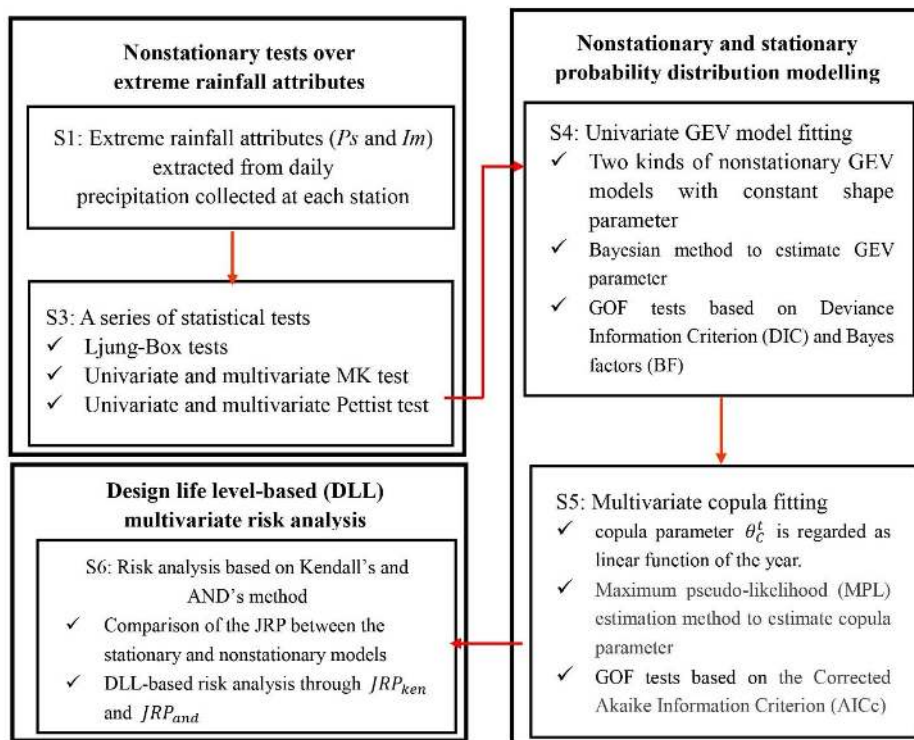 Nonstationary tests over
extreme rainfall attributes
S1: Extreme rainfall attributes (Ps and Im)
extracted from daily
precipitation collected at each station
S3: A series of statistical tests
✓ Ljung-Box tests
✓ Univariate and multivariate MK test
✓ Univariate and multivariate Pettist test
Nonstationary and stationary
probability distribution modelling
S4: Univariate GEV model fitting
✓ Two kinds of nonstationary GEV
models with constant shape
parameter
✓ Bayesian method to estimate GEV
parameter
✓ GOF tests based on Deviance
Information Criterion (DIC) and Bayes
factors (BF)
S5: Multivariate copula fitting
✓ copula parameter θ_C^t is regarded as
linear function of the year.
✓ Maximum pseudo-likelihood (MPL)
estimation method to estimate copula
parameter
✓ GOF tests based on the Corrected
Akaike Information Criterion (AICc)
Design life level-based (DLL)
multivariate risk analysis
S6: Risk analysis based on Kendall's and
AND's method
✓ Comparison of the JRP between the
stationary and nonstationary models
✓ DLL-based risk analysis through JRP_ken
and JRP_and